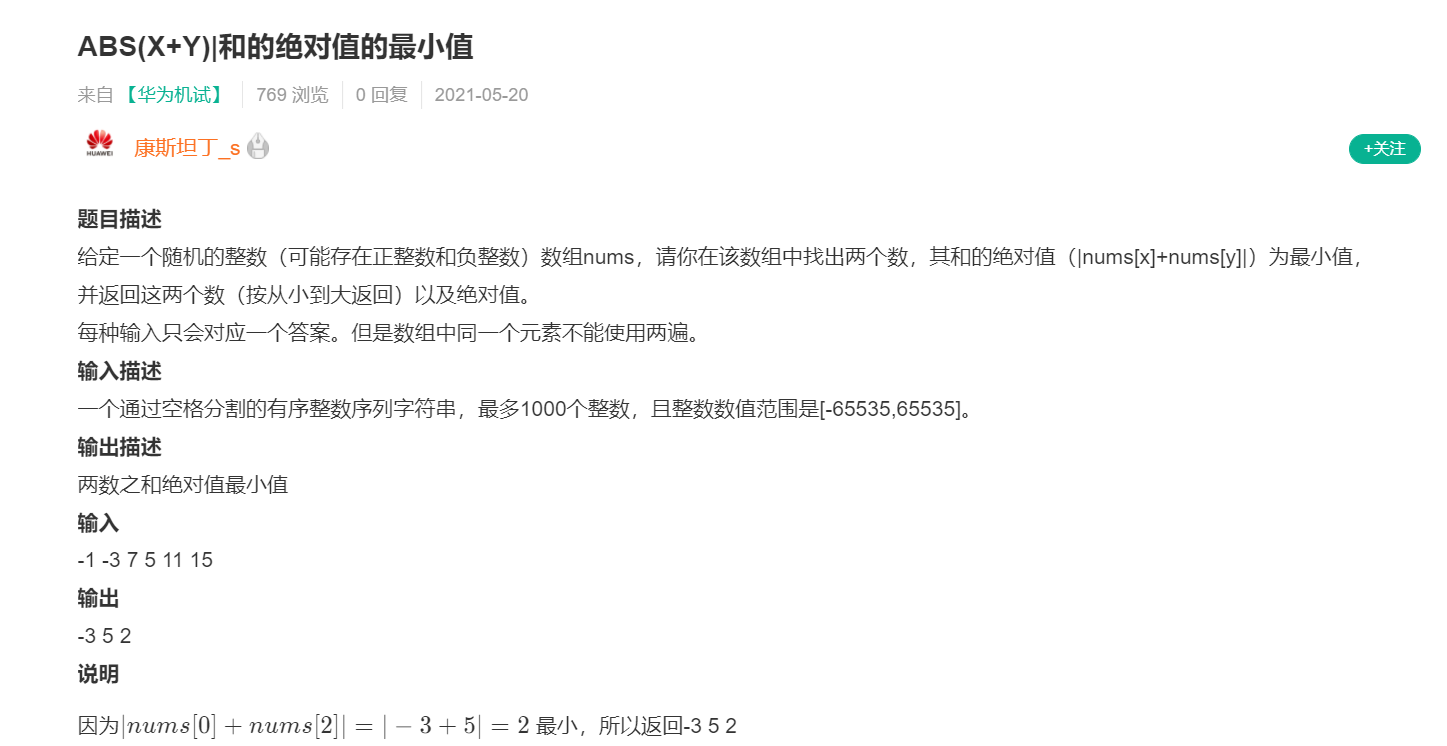 ABS(X+Y)|和的绝对值的最小值
来自 【华为机试】 769 浏览 0 回复 2021-05-20
HUAWEI 康斯坦丁_s +关注
题目描述
给定一个随机的整数（可能存在正整数和负整数）数组nums，请你在该数组中找出两个数，其和的绝对值（|nums[x]+nums[y]|）为最小值，
并返回这两个数（按从小到大返回）以及绝对值。
每种输入只会对应一个答案。但是数组中同一个元素不能使用两遍。
输入描述
一个通过空格分割的有序整数序列字符串，最多1000个整数，且整数数值范围是[-65535,65535]。
输出描述
两数之和绝对值最小值
输入
-1 -3 7 5 11 15
输出
-3 5 2
说明
因为|nums[0] + nums[2]| = | − 3 + 5| = 2 最小，所以返回-3 5 2